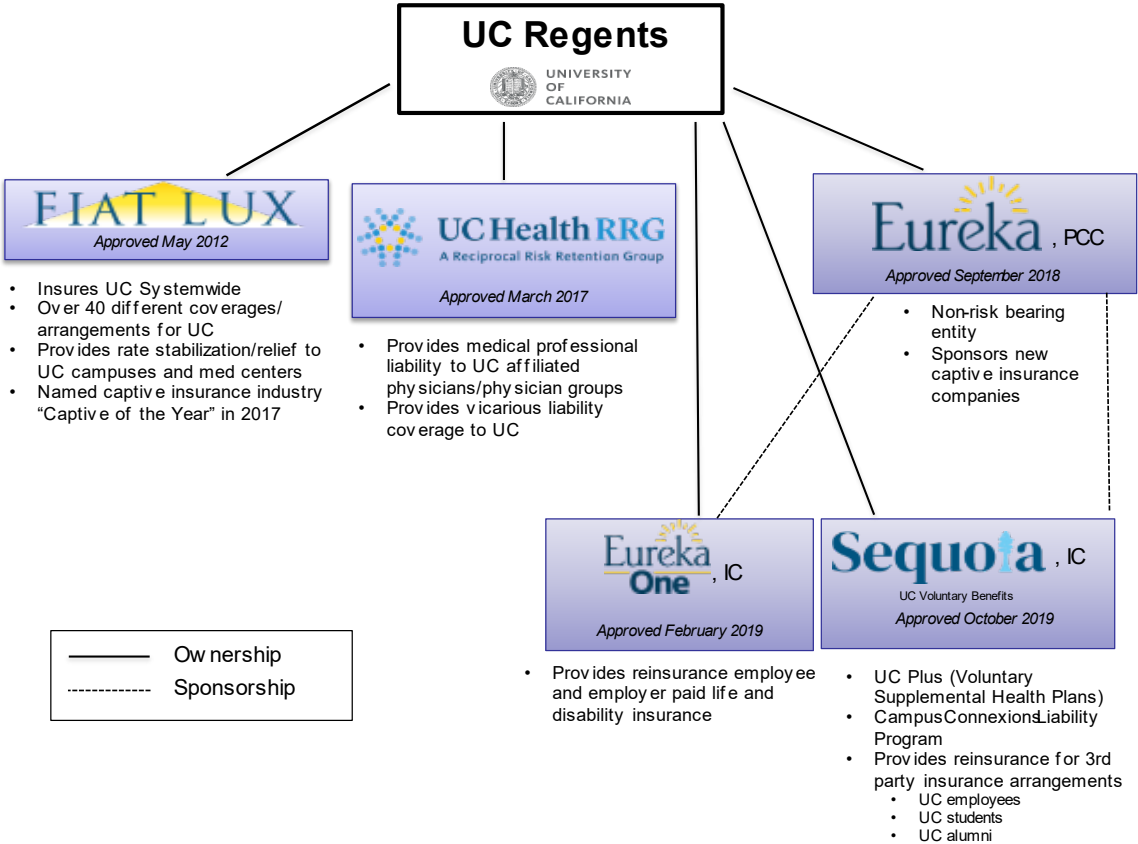 UC Regents
UNIVERSITY
OF
CALIFORNIA
FIAT LUX
Approved May 2012
• Insures UC Systemwide
• Over 40 different coverages/
arrangements for UC
• Provides rate stabilization/relief to
UC campuses and med centers
• Named captive insurance industry
“Captive of the Year” in 2017
UC Health RRG
A Reciprocal Risk Retention Group
Approved March 2017
• Provides medical professional
liability to UC affiliated
physicians/physician groups
• Provides vicarious liability
coverage to UC
Eureka , PCC
Approved September 2018
• Non-risk bearing
entity
• Sponsors new
captive insurance
companies
Eureka
One , IC
Approved February 2019
• Provides reinsurance employee
and employer paid life and
disability insurance
Sequoia , IC
UC Voluntary Benefits
Approved October 2019
• UC Plus (Voluntary
Supplemental Health Plans)
• CampusConnexionsLiability
Program
• Provides reinsurance for 3rd
party insurance arrangements
• UC employees
• UC students
• UC alumni
Ownership
Sponsorship